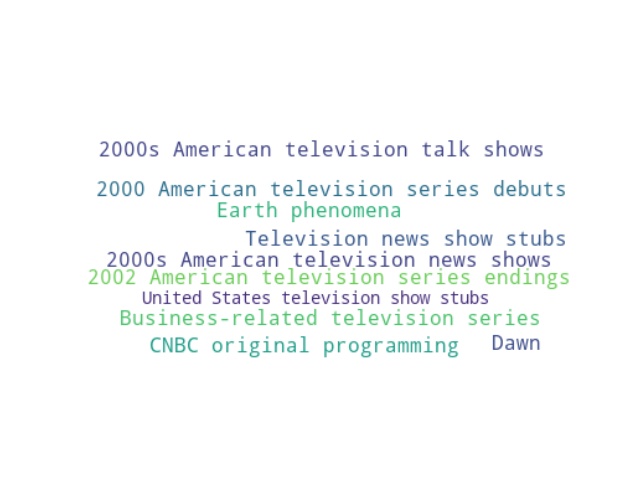 2000s American television talk shows
2000 American television series debuts
Earth phenomena
Television news show stubs
2000s American television news shows
2002 American television series endings
United States television show stubs
Business-related television series
CNBC original programming
Dawn